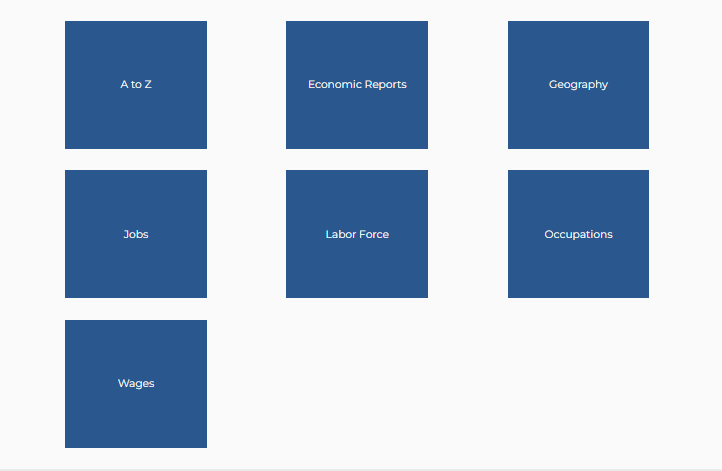 A to Z
Economic Reports
Geography
Jobs
Labor Force
Occupations
Wages